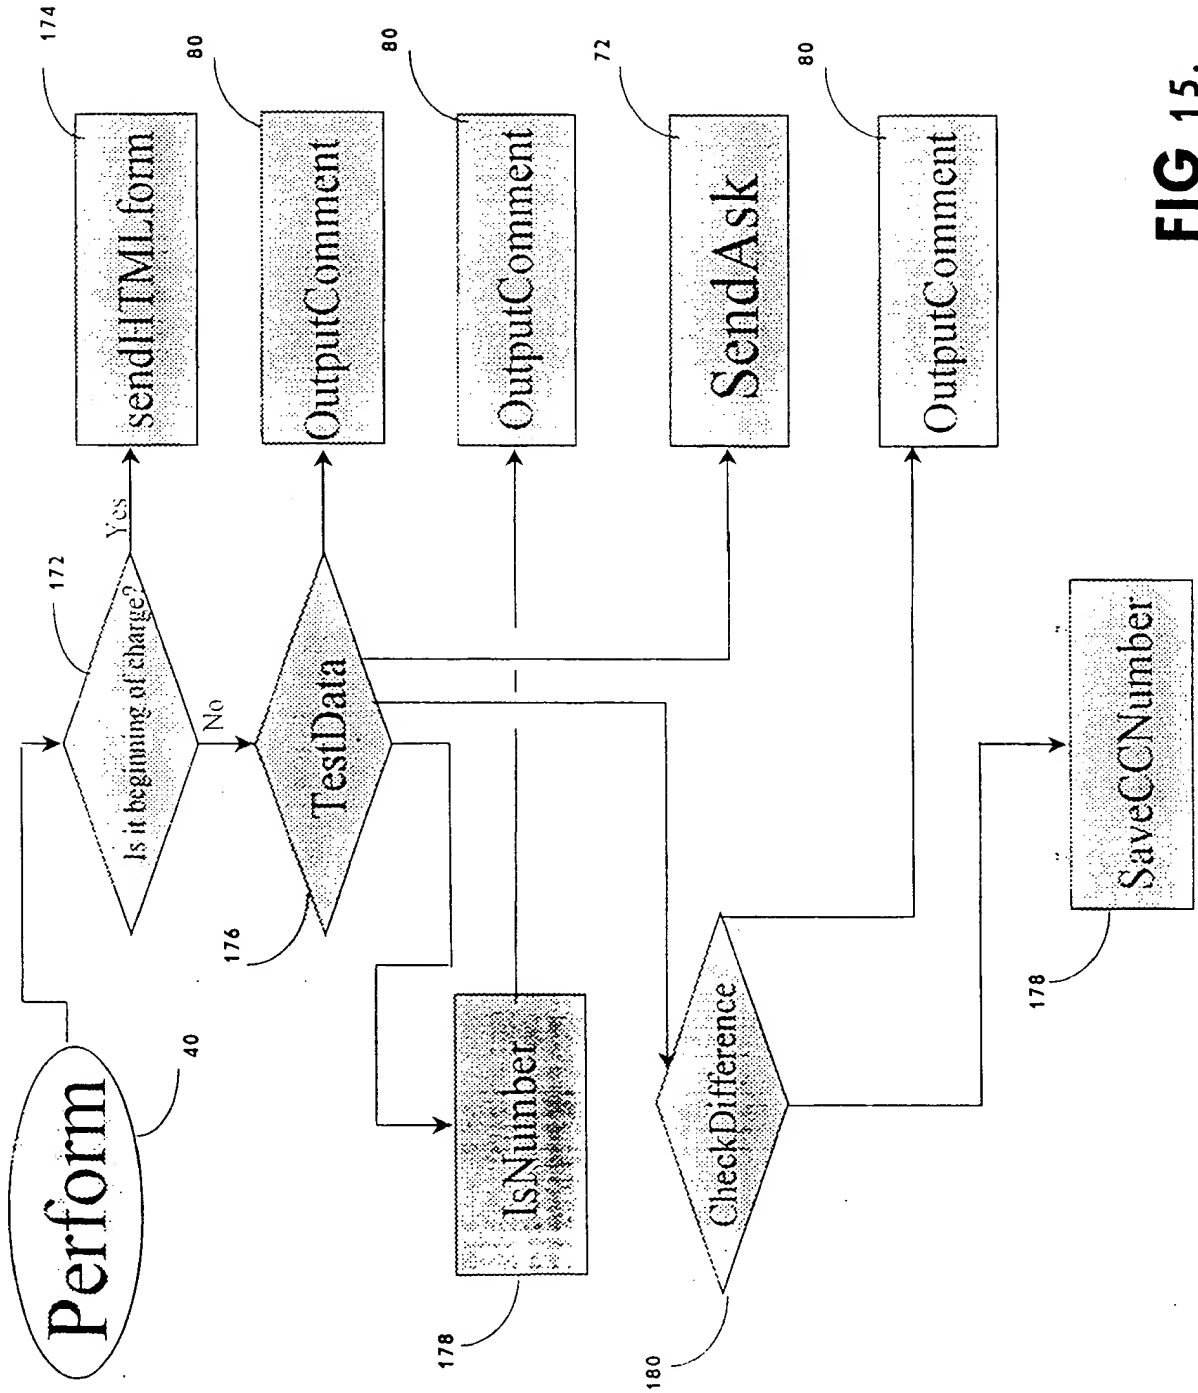 Perform
40
Is it beginning of charge?
172
Yes
No
sendHTMLform
174
TestData
176
OutputComment
80
IsNumber
178
OutputComment
80
SendAsk
72
CheckDifference
180
OutputComment
80
SaveCCNumber
178
FIG 15.